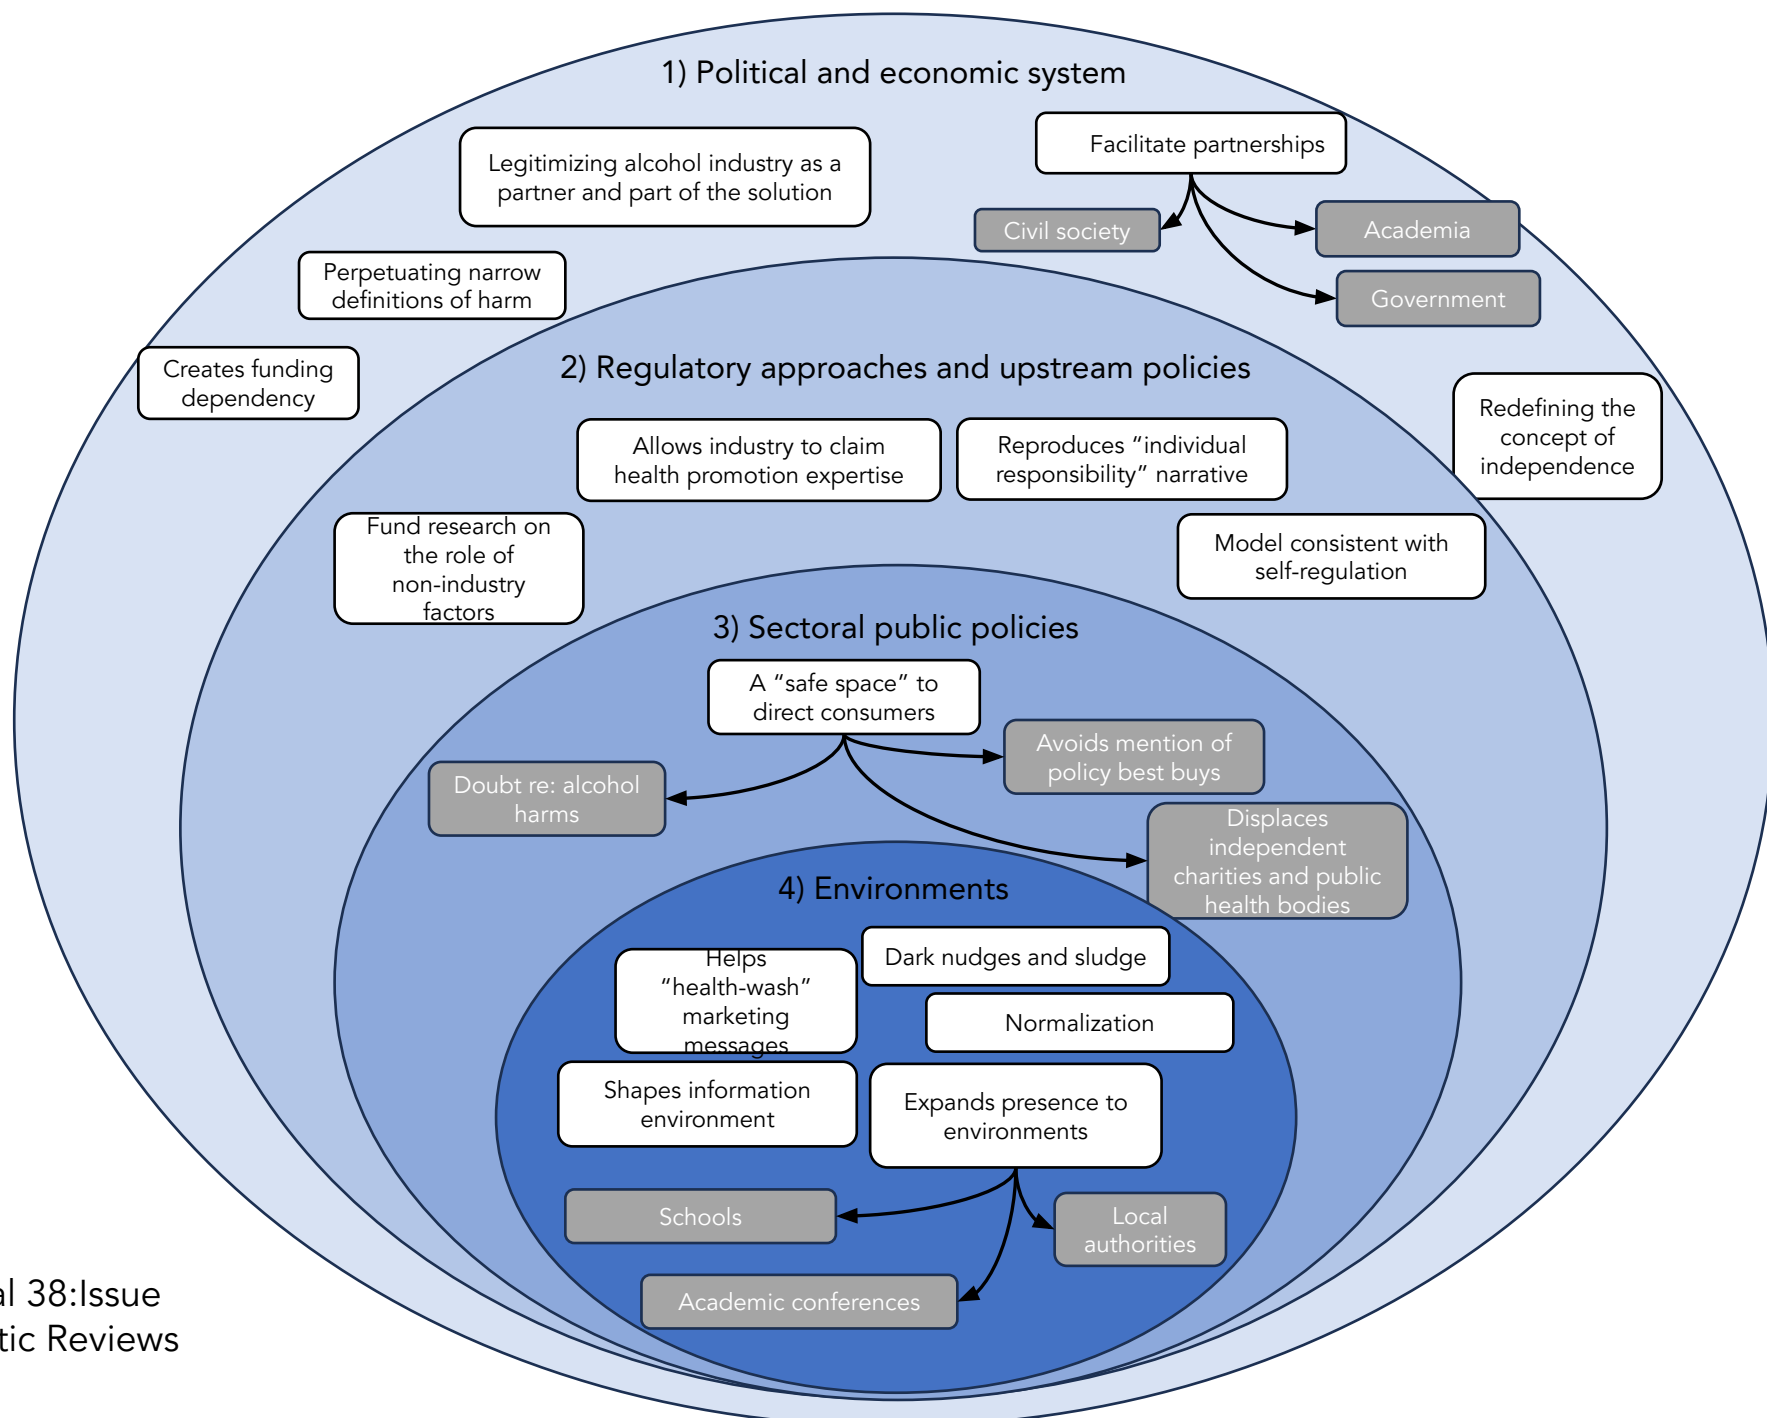 1) Political and economic system
Legitimizing alcohol industry as a
partner and part of the solution
Facilitate partnerships
Civil society
Academia
Government
Perpetuating narrow
definitions of harm
Creates funding
dependency
Redefining the
concept of
independence
2) Regulatory approaches and upstream policies
Allows industry to claim
health promotion expertise
Reproduces “individual
responsibility” narrative
Fund research on
the role of
non-industry
factors
Model consistent with
self-regulation
3) Sectoral public policies
A “safe space” to
direct consumers
Doubt re: alcohol
harms
Avoids mention of
policy best buys
Displaces
independent
charities and public
health bodies
4) Environments
Helps
“health-wash”
marketing
messages
Dark nudges and sludge
Normalization
Shapes information
environment
Expands presence to
environments
Schools
Local
authorities
Academic conferences
al 38:Issue
tic Reviews